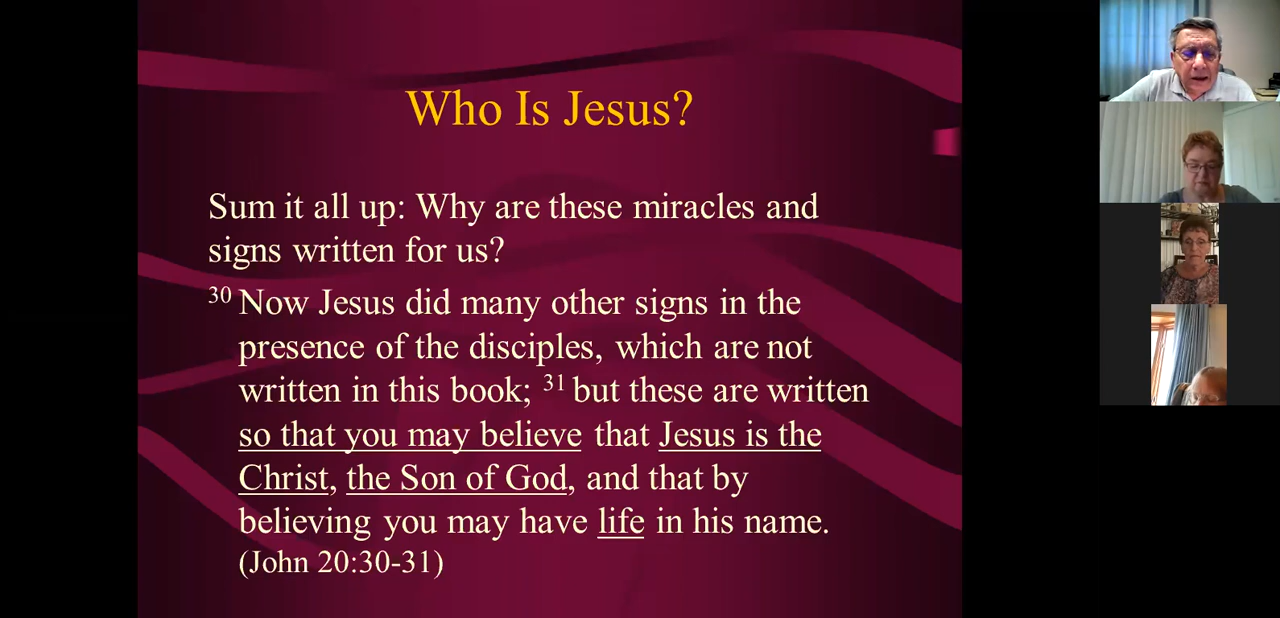 Who Is Jesus?
Sum it all up: Why are these miracles and
signs written for us?
30 Now Jesus did many other signs in the
presence of the disciples, which are not
written in this book; 31 but these are written
so that you may believe that Jesus is the
Christ, the Son of God, and that by
believing you may have life in his name.
(John 20:30-31)